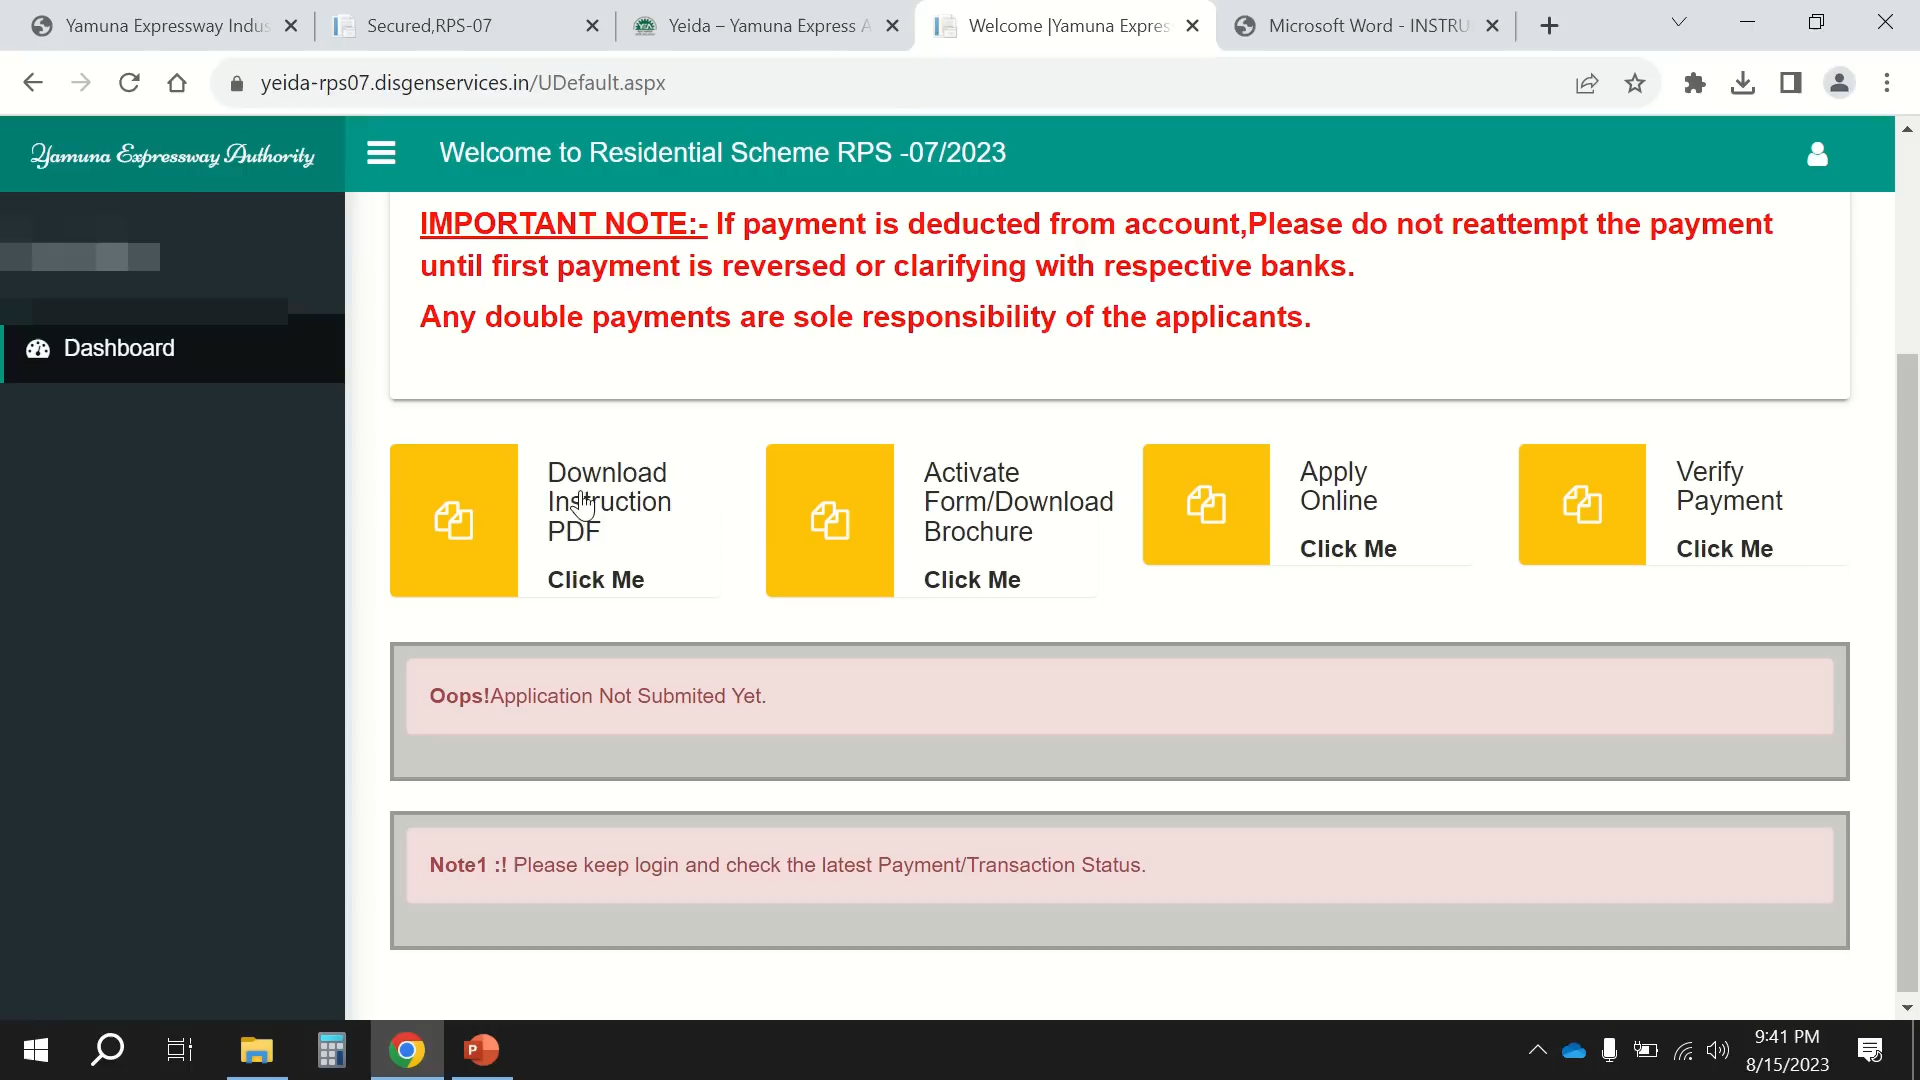 Yamuna Expressway Indus
Secured,RPS-07
Yeida – Yamuna Express A
Welcome |Yamuna Expres
Microsoft Word - INSTRU
yeida-rps07.disgenservices.in/UDefault.aspx
Yamuna Expressway Authority
Welcome to Residential Scheme RPS -07/2023
Dashboard
IMPORTANT NOTE:- If payment is deducted from account,Please do not reattempt the payment
until first payment is reversed or clarifying with respective banks.
Any double payments are sole responsibility of the applicants.
Download
Instruction
PDF
Click Me
Activate
Form/Download
Brochure
Click Me
Apply
Online
Click Me
Verify
Payment
Click Me
Oops!Application Not Submited Yet.
Note1 :! Please keep login and check the latest Payment/Transaction Status.
P
9:41 PM
8/15/2023